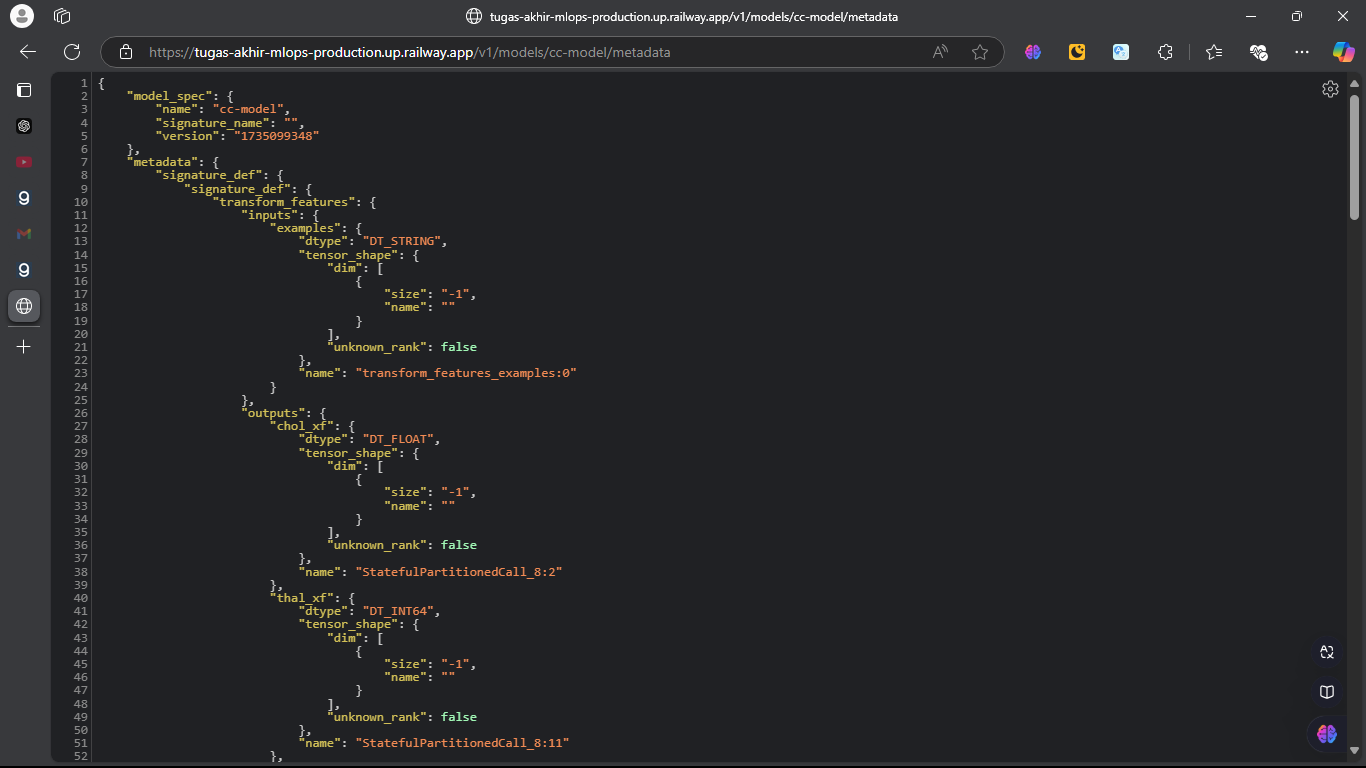 tugas-akhir-mlops-production.up.railway.app/v1/models/cc-model/metadata
https://tugas-akhir-mlops-production.up.railway.app/v1/models/cc-model/metadata
1 {
2 "model_spec": {
3 "name": "cc-model",
4 "signature_name": "",
5 "version": "1735099348"
6 },
7 "metadata": {
8 "signature_def": {
9 "signature_def": {
10 "transform_features": {
11 "inputs": {
12 "examples": {
13 "dtype": "DT_STRING",
14 "tensor_shape": {
15 "dim": [
16 {
17 "size": "-1",
18 "name": ""
19 }
20 ],
21 "unknown_rank": false
22 },
23 "name": "transform_features_examples:0"
24 }
25 },
26 "outputs": {
27 "chol_xf": {
28 "dtype": "DT_FLOAT",
29 "tensor_shape": {
30 "dim": [
31 {
32 "size": "-1",
33 "name": ""
34 }
35 ],
36 "unknown_rank": false
37 },
38 "name": "StatefulPartitionedCall_8:2"
39 },
40 "thal_xf": {
41 "dtype": "DT_INT64",
42 "tensor_shape": {
43 "dim": [
44 {
45 "size": "-1",
46 "name": ""
47 }
48 ],
49 "unknown_rank": false
50 },
51 "name": "StatefulPartitionedCall_8:11"
52 },